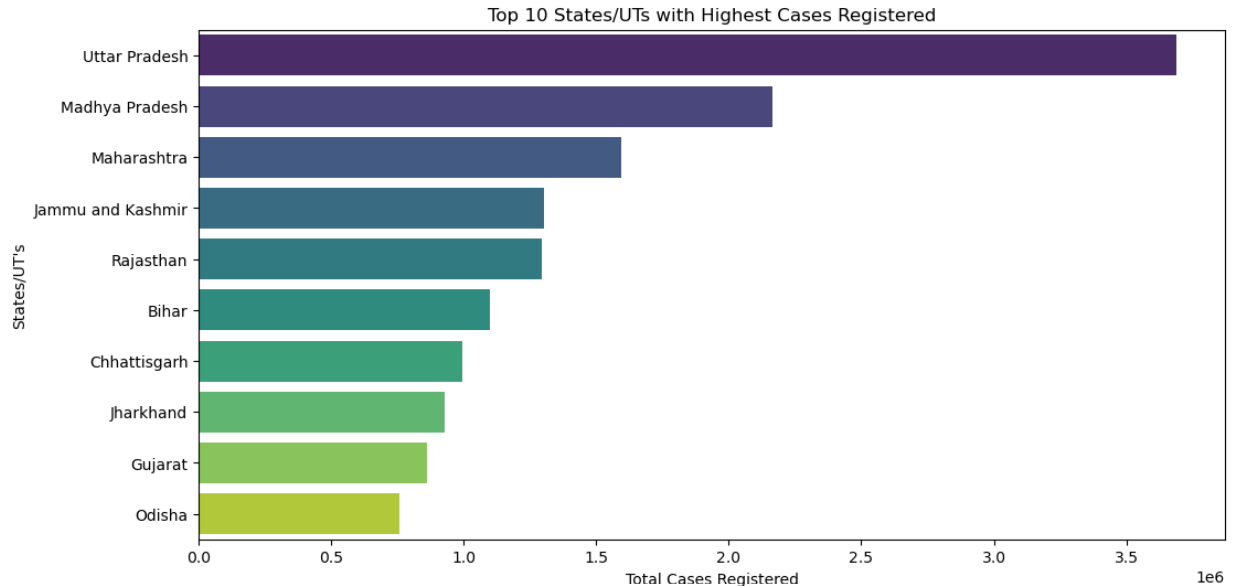 Top 10 States/UTs with Highest Cases Registered
States/UT's
Uttar Pradesh
Madhya Pradesh
Maharashtra
Jammu and Kashmir
Rajasthan
Bihar
Chhattisgarh
Jharkhand
Gujarat
Odisha
0.0 0.5 1.0 1.5 2.0 2.5 3.0 3.5
1e6
Total Cases Registered